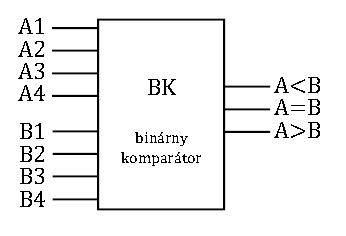 A1
A2
A3
A4
B1
B2
B3
B4
BK
binárny
komparátor
A<B
A=B
A>B